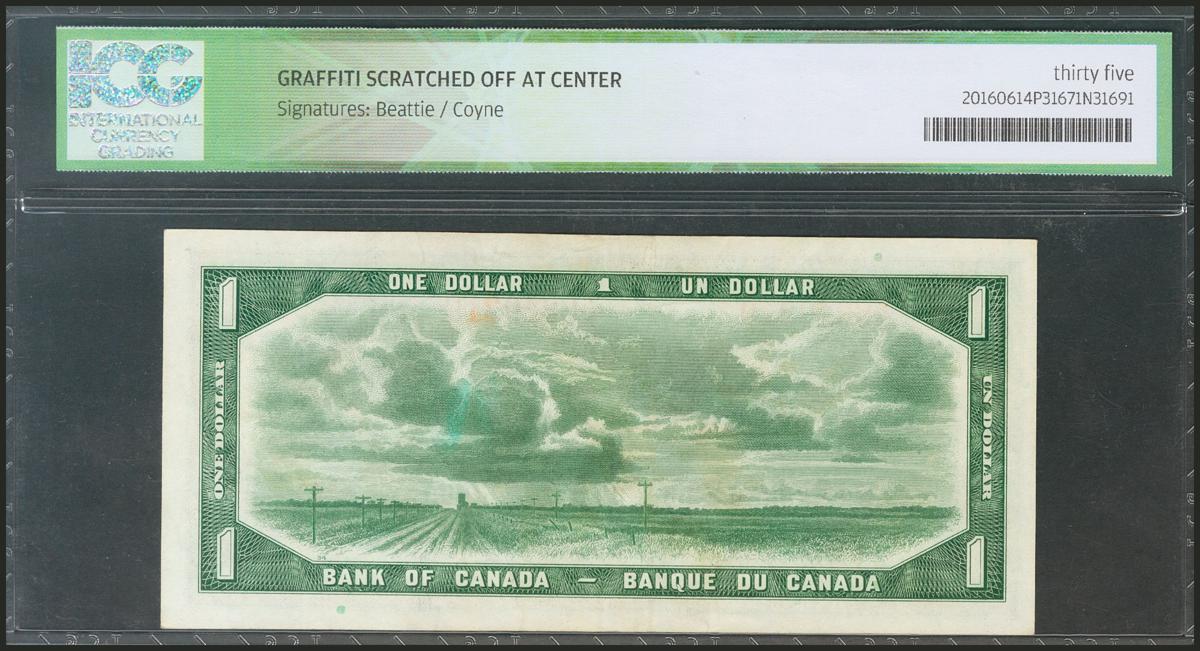 ICG
INTERNATIONAL
CURRENCY
GRADING
GRAFFITI SCRATCHED OFF AT CENTER
Signatures: Beattie / Coyne
thirty five
20160614P31671N31691
1 ONE DOLLAR 1 UN DOLLAR 1
ONE DOLLAR
UN DOLLAR
1 BANK OF CANADA — BANQUE DU CANADA 1